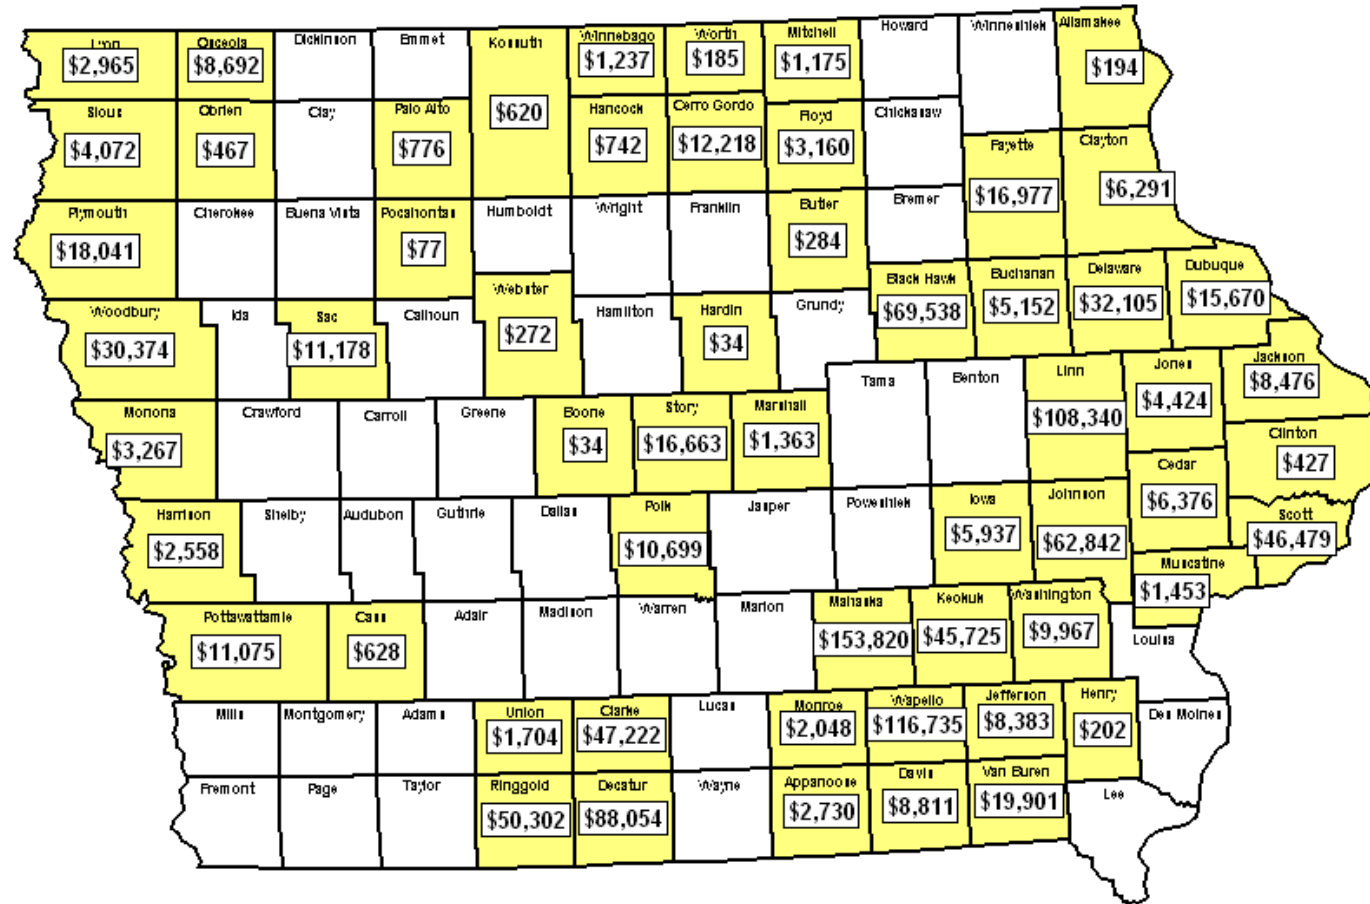 Lyon
$2,965
Osceola
$8,692
Dickinson
Emmet
Kossuth
$620
Winnebago
$1,237
Worth
$185
Mitchell
$1,175
Howard
Winneshiek
Allamakee
$194
Sioux
$4,072
Obrien
$467
Clay
Palo Alto
$776
Hancock
$742
Cerro Gordo
$12,218
Floyd
$3,160
Chickasaw
Fayette
$16,977
Clayton
$6,291
Plymouth
$18,041
Cherokee
Buena Vista
Pocahontas
$77
Humboldt
Wright
Franklin
Butler
$284
Bremer
Woodbury
$30,374
Ida
Sac
$11,178
Calhoun
Webster
$272
Hamilton
Hardin
$34
Grundy
Black Hawk
$69,538
Buchanan
$5,152
Delaware
$32,105
Dubuque
$15,670
Monona
$3,267
Crawford
Carroll
Greene
Boone
$34
Story
$16,663
Marshall
$1,363
Tama
Benton
Linn
$108,340
Jones
$4,424
Jackson
$8,476
Clinton
$427
Cedar
$6,376
Harrison
$2,558
Shelby
Audubon
Guthrie
Dallas
Polk
$10,699
Jasper
Poweshiek
Iowa
$5,937
Johnson
$62,842
Scott
$46,479
Muscatine
$1,453
Pottawattamie
$11,075
Cass
$628
Adair
Madison
Warren
Marion
Mahaska
$153,820
Keokuk
$45,725
Washington
$9,967
Louisa
Mills
Montgomery
Adams
Union
$1,704
Clarke
$47,222
Lucas
Monroe
$2,048
Wapello
$116,735
Jefferson
$8,383
Henry
$202
Des Moines
Fremont
Page
Taylor
Ringgold
$50,302
Decatur
$88,054
Wayne
Appanoose
$2,730
Davis
$8,811
Van Buren
$19,901
Lee